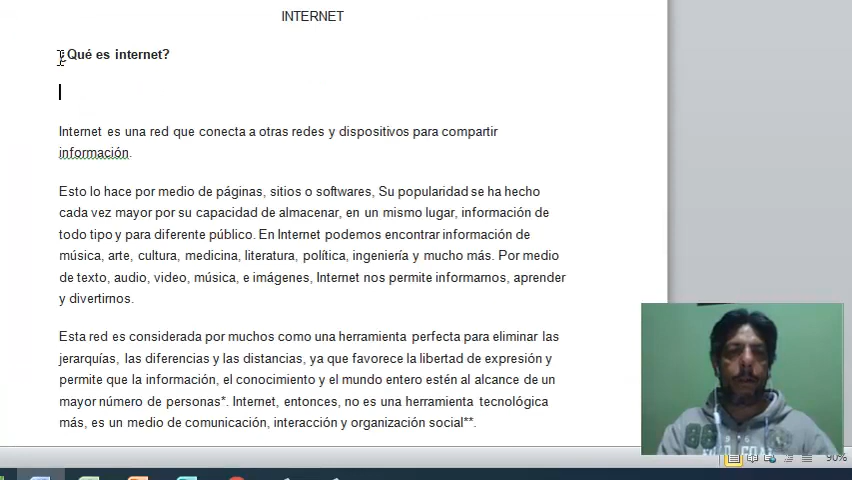 INTERNET
¿Qué es internet?
Internet es una red que conecta a otras redes y dispositivos para compartir
información.
Esto lo hace por medio de páginas, sitios o softwares, Su popularidad se ha hecho
cada vez mayor por su capacidad de almacenar, en un mismo lugar, información de
todo tipo y para diferente público. En Internet podemos encontrar información de
música, arte, cultura, medicina, literatura, política, ingeniería y mucho más. Por medio
de texto, audio, video, música, e imágenes, Internet nos permite informarnos, aprender
y divertirnos.
Esta red es considerada por muchos como una herramienta perfecta para eliminar las
jerarquías, las diferencias y las distancias, ya que favorece la libertad de expresión y
permite que la información, el conocimiento y el mundo entero estén al alcance de un
mayor número de personas*. Internet, entonces, no es una herramienta tecnológica
más, es un medio de comunicación, interacción y organización social**.
88
90%